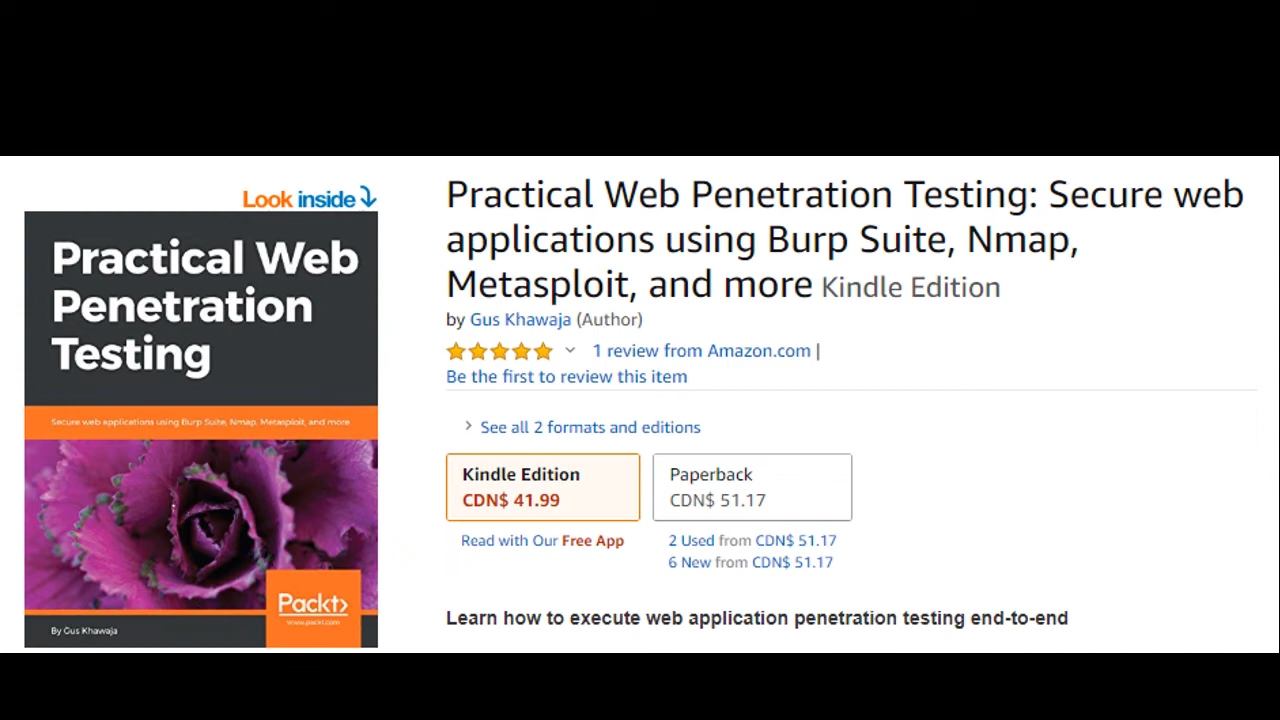 Look inside
Practical Web
Penetration
Testing
Secure web applications using Burp Suite, Nmap, Metasploit, and more
Packt>
www.packt.com
By Gus Khawaja
Practical Web Penetration Testing: Secure web
applications using Burp Suite, Nmap,
Metasploit, and more Kindle Edition
by Gus Khawaja (Author)
1 review from Amazon.com |
Be the first to review this item
See all 2 formats and editions
Kindle Edition
CDN$ 41.99
Read with Our Free App
Paperback
CDN$ 51.17
2 Used from CDN$ 51.17
6 New from CDN$ 51.17
Learn how to execute web application penetration testing end-to-end